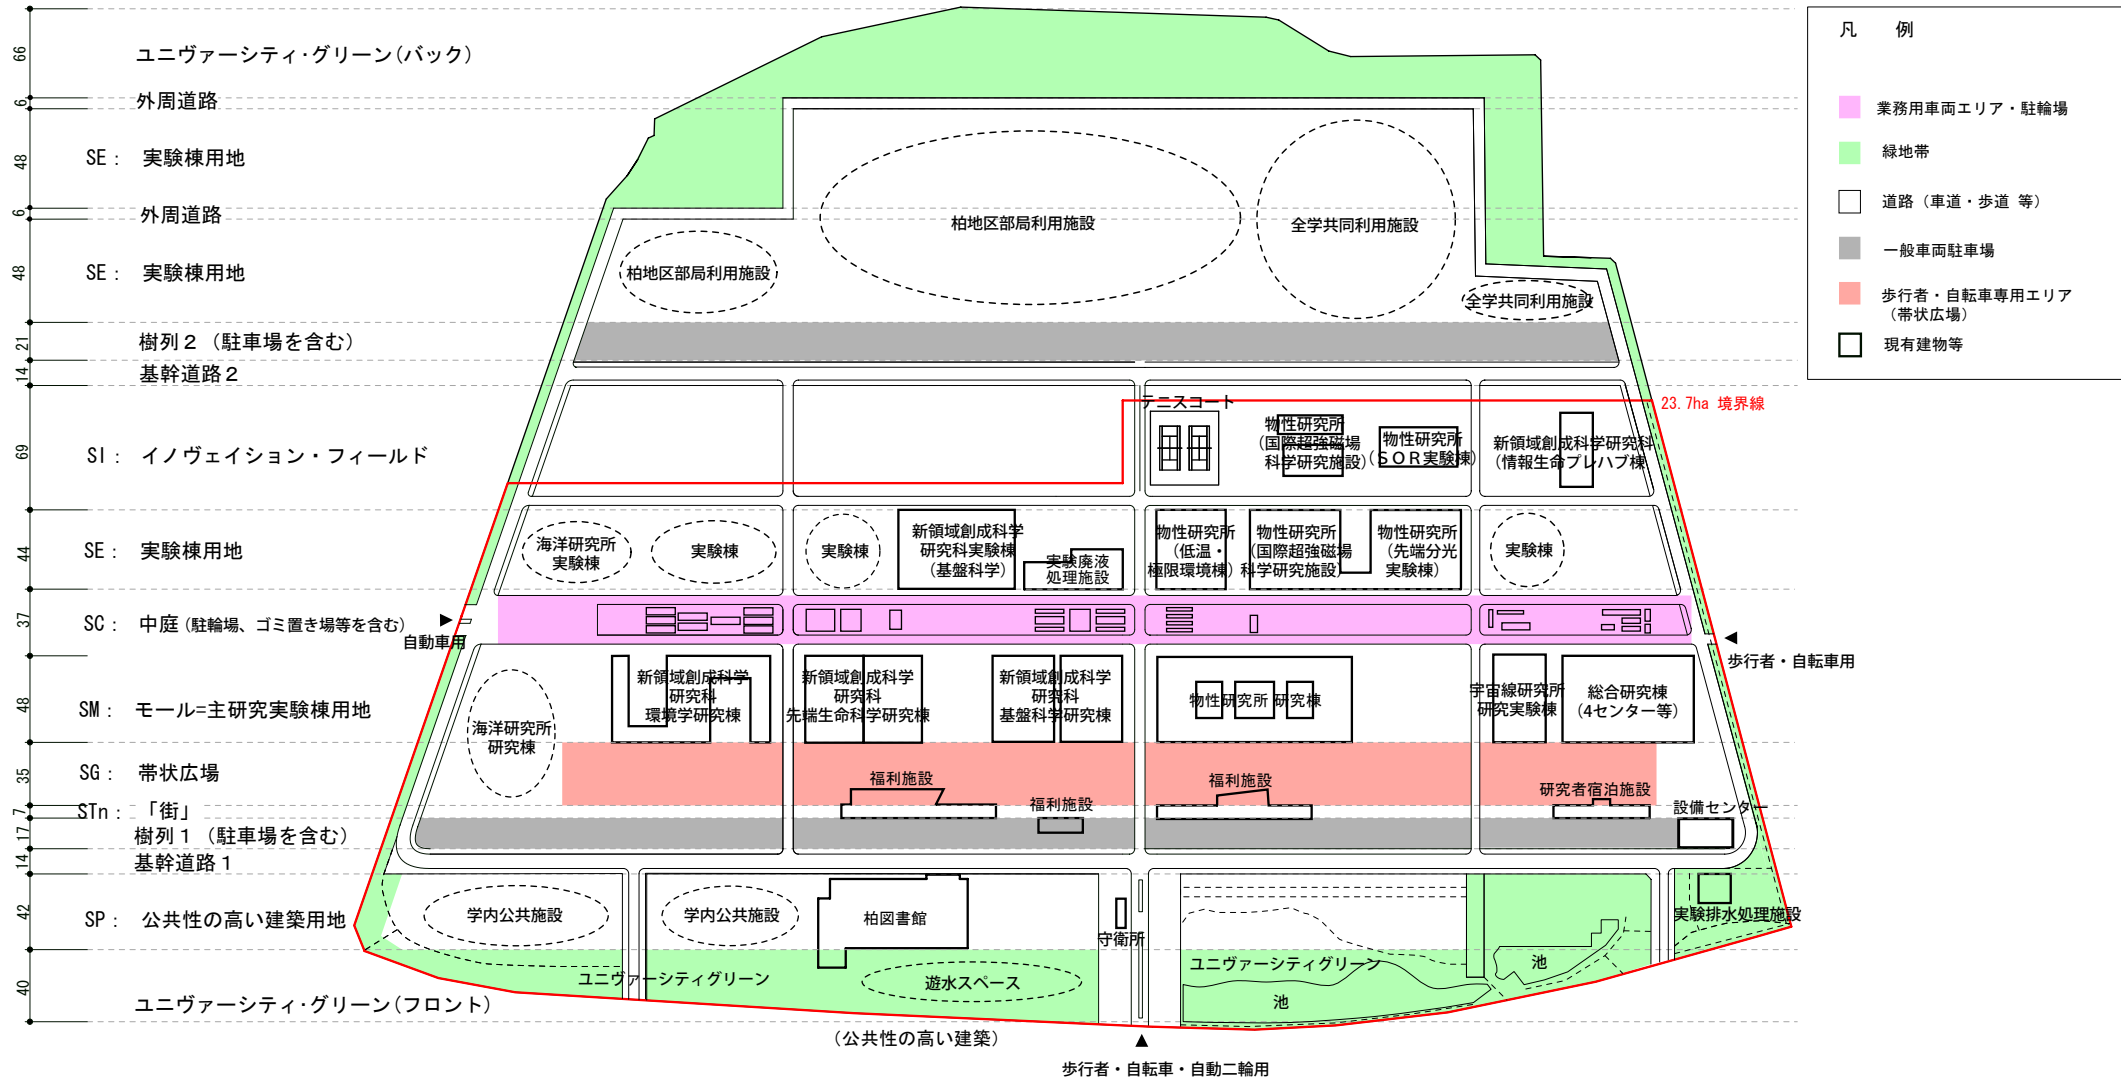 66
ユニヴァーシティ・グリーン(バック)
6
外周道路
48
SE： 実験棟用地
6
外周道路
48
SE： 実験棟用地
21
樹列２（駐車場を含む）
14
基幹道路２
69
SI： イノヴェイション・フィールド
44
SE： 実験棟用地
37
SC： 中庭(駐輪場、ゴミ置き場等を含む)
48
SM： モール=主研究実験棟用地
35
SG： 帯状広場
7
STn： 「街」
17
樹列１（駐車場を含む）
14
基幹道路１
42
SP： 公共性の高い建築用地
40
ユニヴァーシティ・グリーン(フロント)
柏地区部局利用施設
全学共同利用施設
柏地区部局利用施設
全学共同利用施設
23.7ha 境界線
テニスコート
物性研究所
（国際超強磁場
科学研究施設）
物性研究所
（ＳＯＲ実験棟）
新領域創成科学研究科
（情報生命プレハブ棟
海洋研究所
実験棟
実験棟
実験棟
新領域創成科学
研究科実験棟
（基盤科学）
実験廃液
処理施設
物性研究所
（低温・
極限環境棟）
物性研究所
（国際超強磁場
科学研究施設）
物性研究所
（先端分光
実験棟）
実験棟
自動車用
歩行者・自転車用
海洋研究所
研究棟
新領域創成科学
研究科
環境学研究棟
新領域創成科学
研究科
先端生命科学研究棟
新領域創成科学
研究科
基盤科学研究棟
物性研究所 研究棟
宇宙線研究所
研究実験棟
総合研究棟
(4センター等)
福利施設
福利施設
福利施設
研究者宿泊施設
設備センター
学内公共施設
学内公共施設
柏図書館
守衛所
実験排水処理施設
ユニヴァーシティグリーン
遊水スペース
ユニヴァーシティグリーン
池
池
（公共性の高い建築）
歩行者・自転車・自動二輪用
凡 例
業務用車両エリア・駐輪場
緑地帯
道路（車道・歩道 等）
一般車両駐車場
歩行者・自転車専用エリア
（帯状広場）
現有建物等